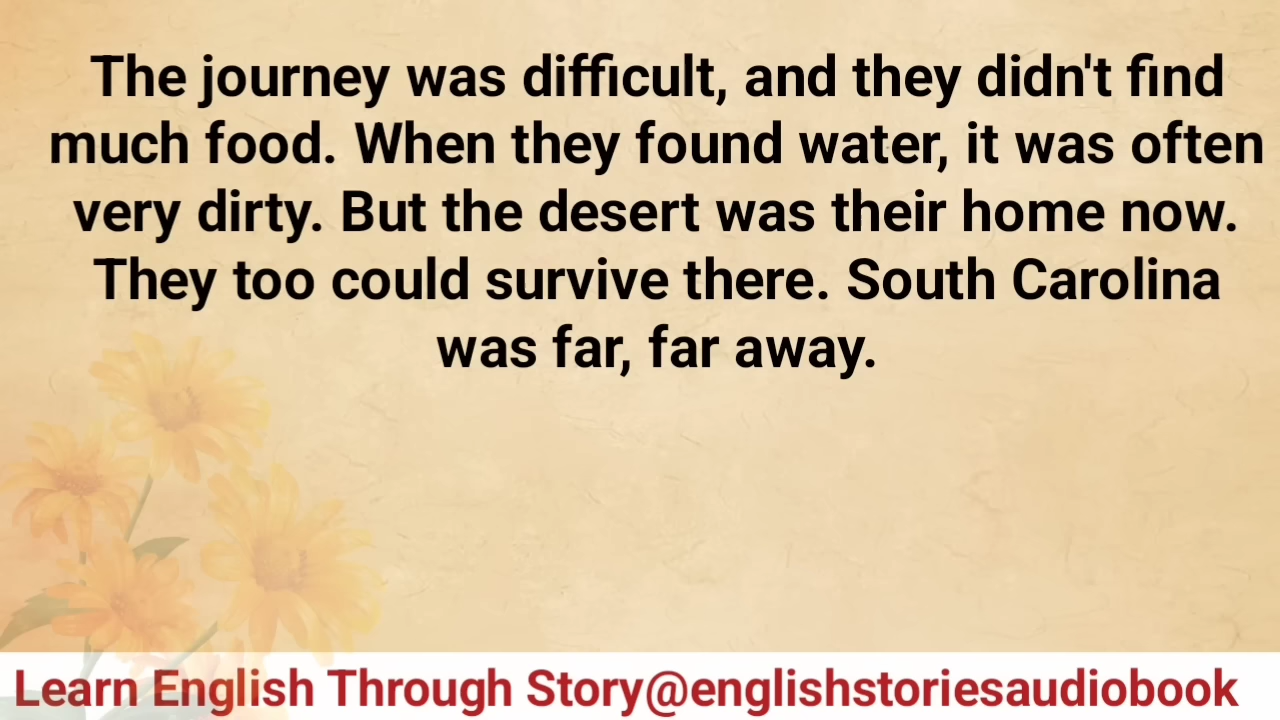 The journey was difficult, and they didn't find
much food. When they found water, it was often
very dirty. But the desert was their home now.
They too could survive there. South Carolina
was far, far away.
Learn English Through Story@englishstoriesaudiobook